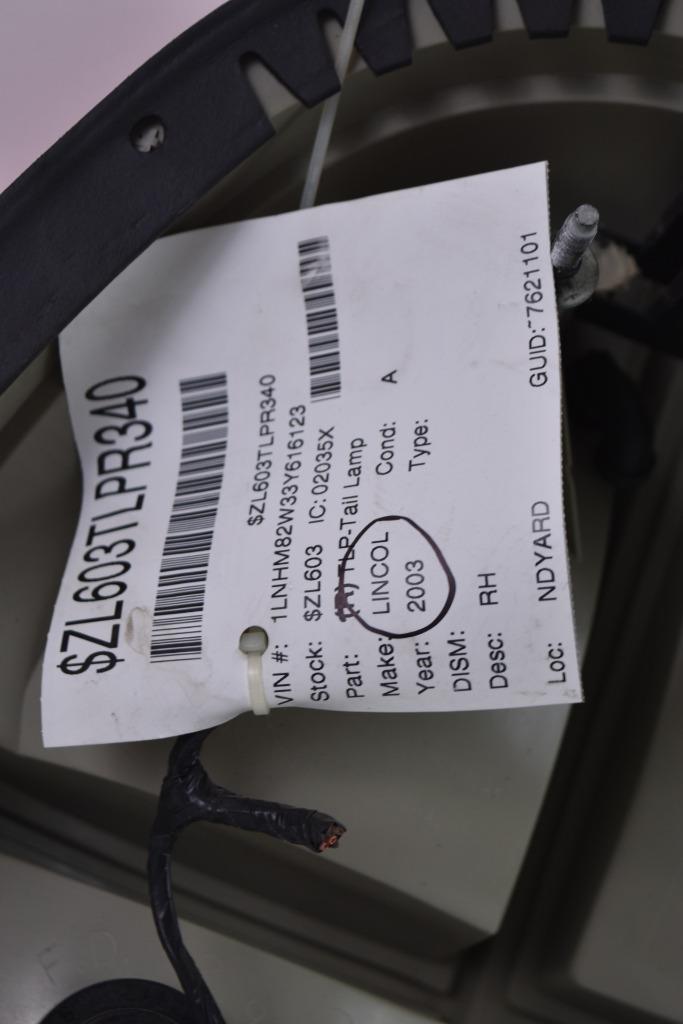 $ZL603TLPR340
$ZL603TLPR340
VIN #: 1LNHM82W33Y616123
Stock: $ZL603 IC: 02035X
Part: TLP-Tail Lamp
Make: LINCOL Cond: A
Year: 2003 Type:
DISM:
Desc: RH
Loc: NDYARD GUID: 7621101